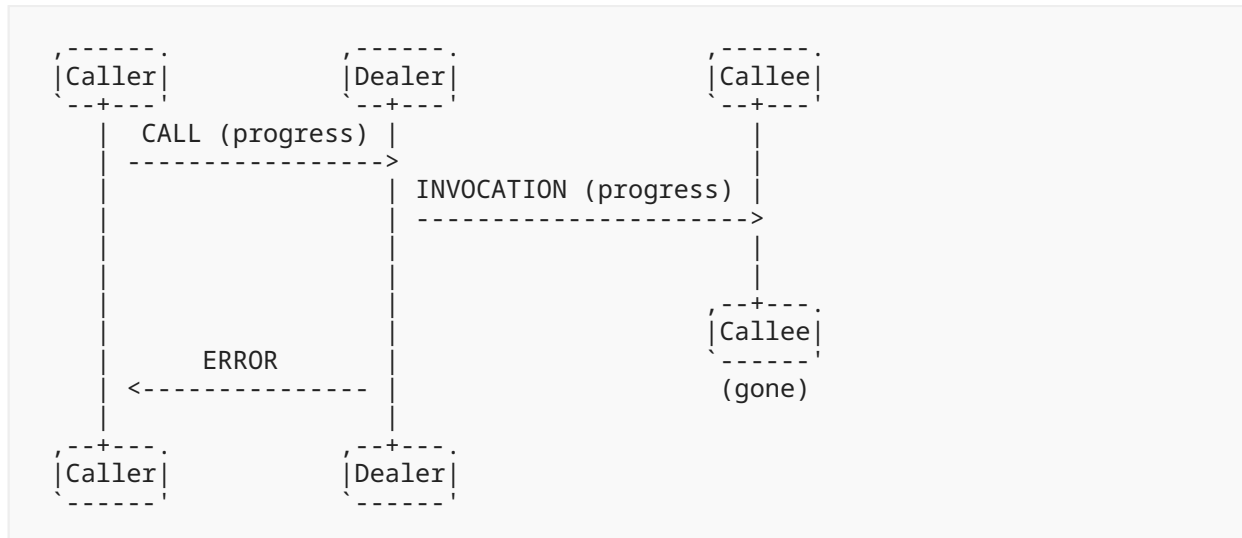 ,------.          ,------.                ,------.
|Caller|          |Dealer|                |Callee|
`--+---'          `--+---'                `--+---'
   |  CALL (progress) |                      |
   | ----------------->                      |
   |                  | INVOCATION (progress) |
   |                  | ---------------------->
   |                  |                      |
   |                  |                      |
   |                  |                   ,--+---.
   |                  |                   |Callee|
   |      ERROR       |                   `------'
   | <--------------- |                    (gone)
   |                  |
,--+---.          ,--+---.
|Caller|          |Dealer|
`------'          `------'